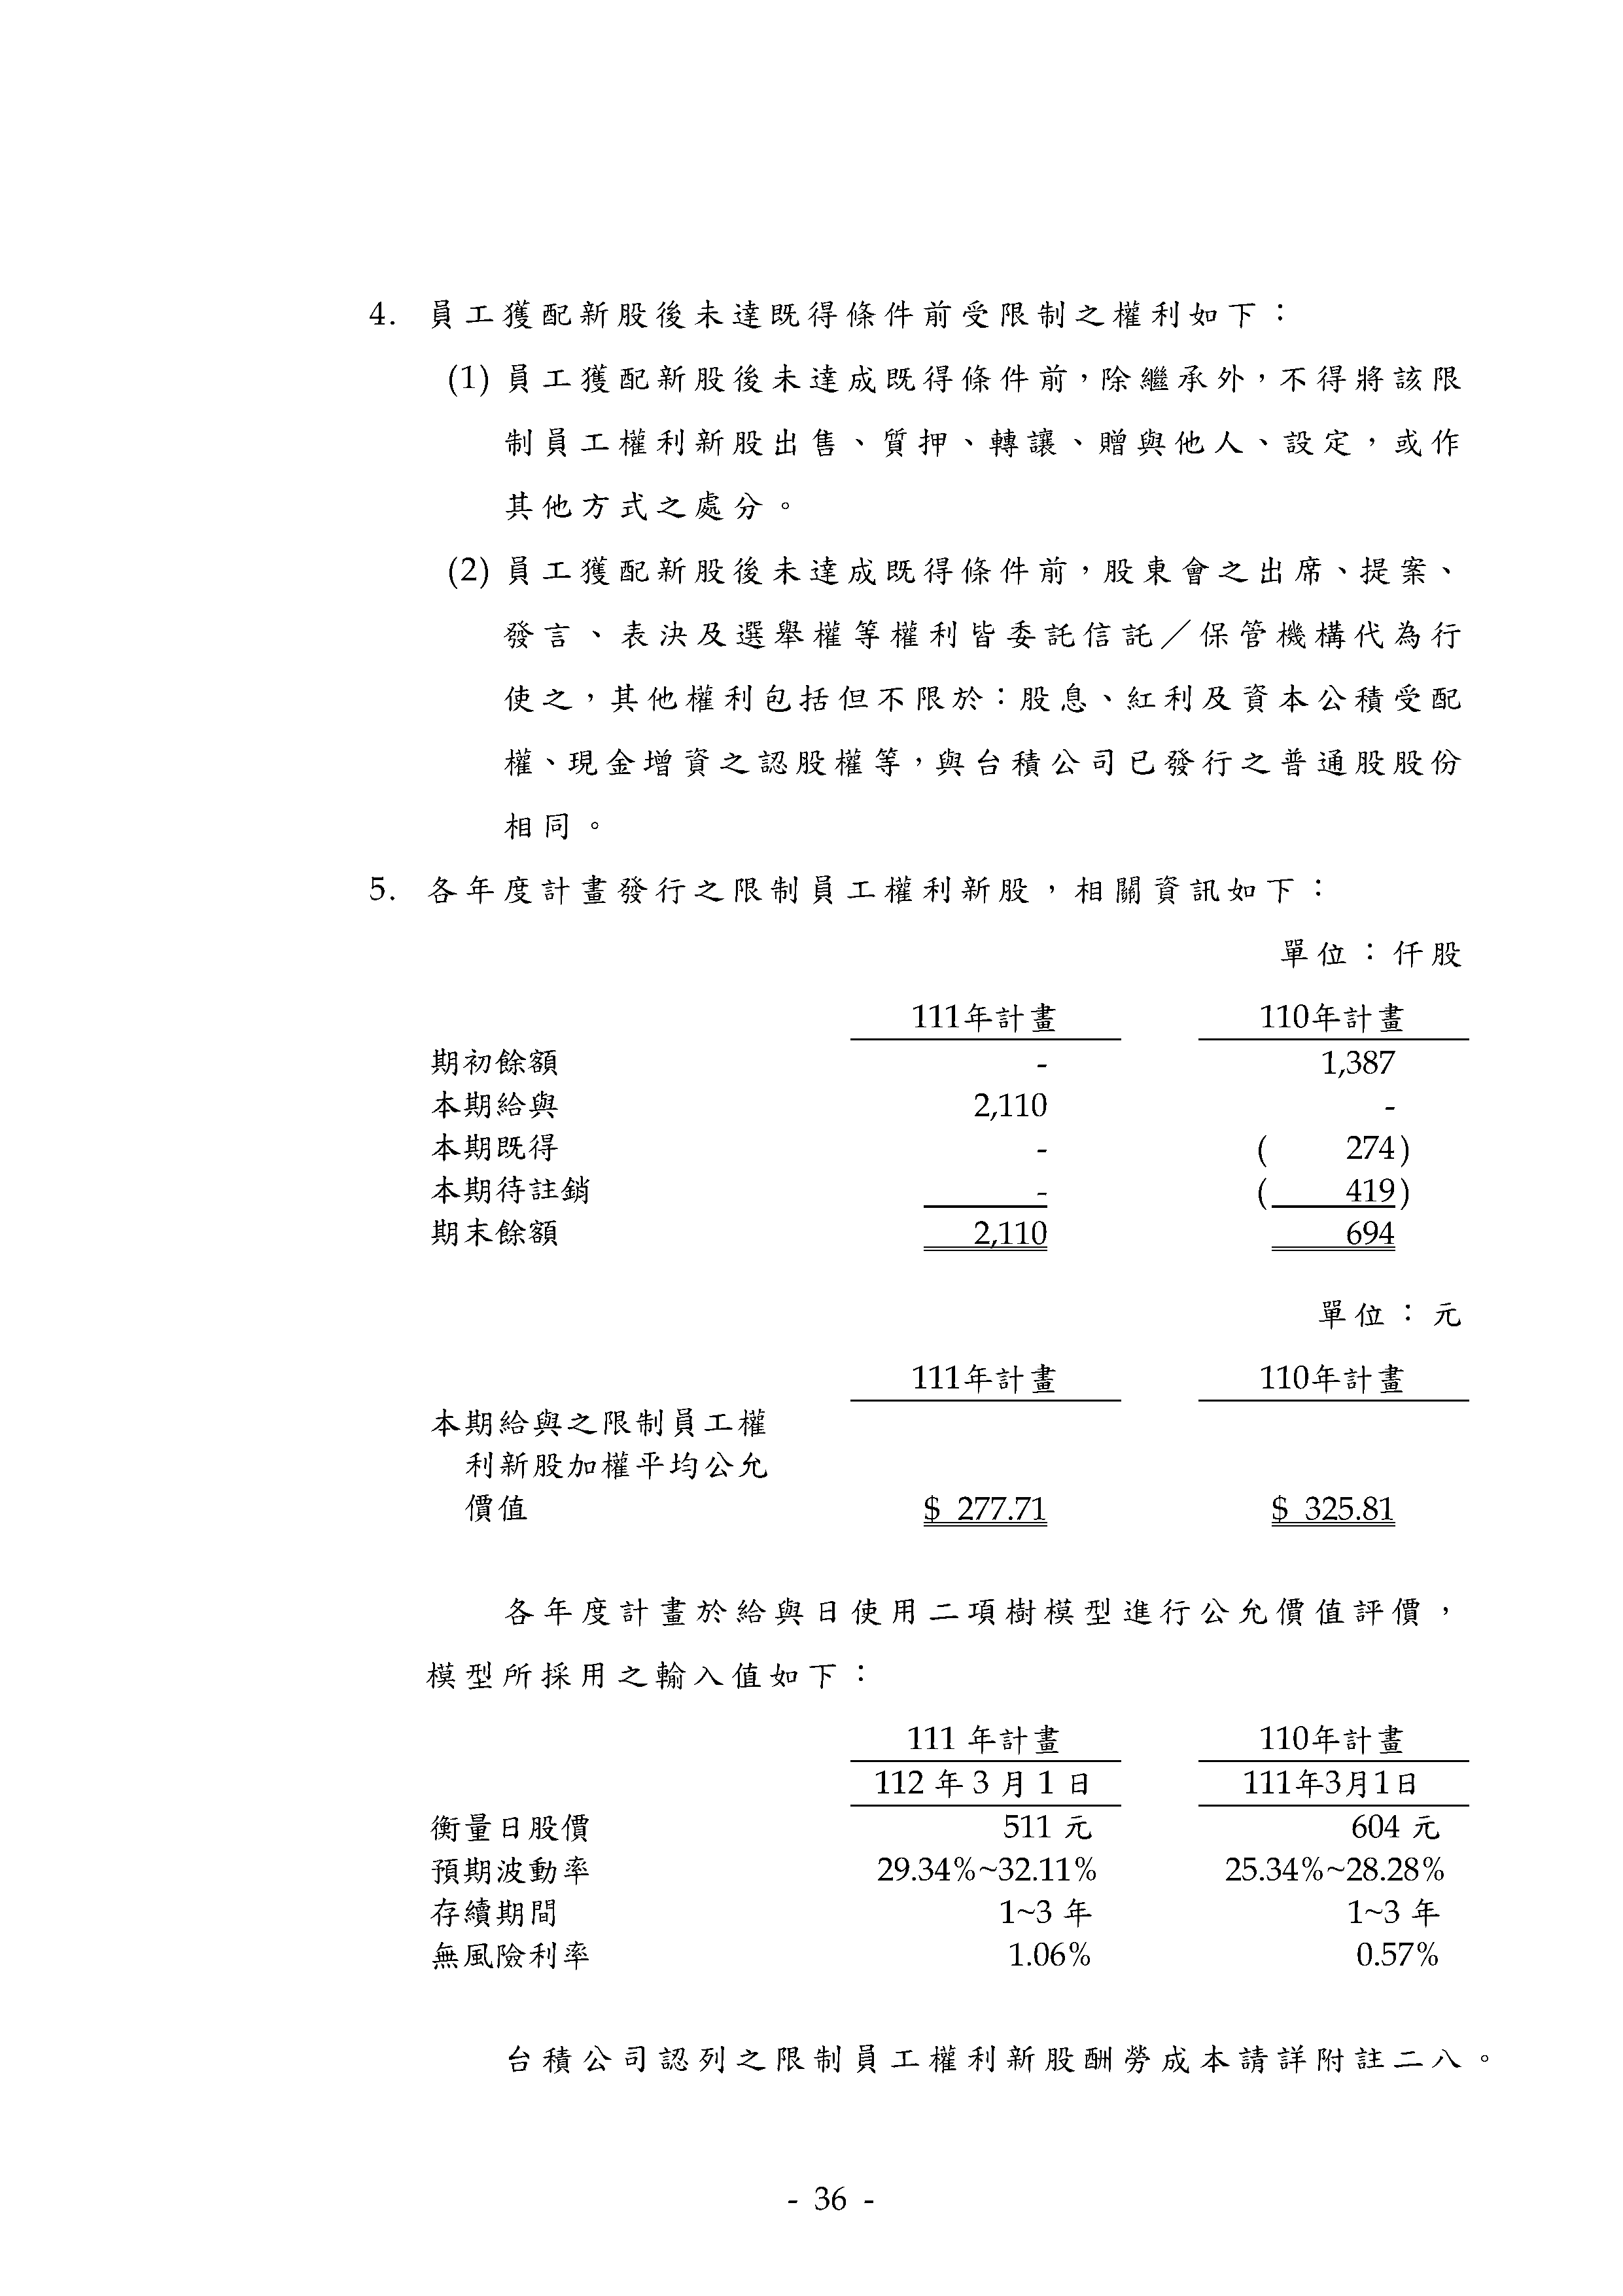 4. 員工獲配新股後未達既得條件前受限制之權利如下：
(1) 員工獲配新股後未達成既得條件前，除繼承外，不得將該限
制員工權利新股出售、質押、轉讓、贈與他人、設定，或作
其他方式之處分。
(2) 員工獲配新股後未達成既得條件前，股東會之出席、提案、
發言、表決及選舉權等權利皆委託信託／保管機構代為行
使之，其他權利包括但不限於：股息、紅利及資本公積受配
權、現金增資之認股權等，與台積公司已發行之普通股股份
相同。
5. 各年度計畫發行之限制員工權利新股，相關資訊如下：
單位：仟股
111年計畫 110年計畫
期初餘額 - 1,387
本期給與 2,110 -
本期既得 - ( 274)
本期待註銷 - ( 419)
期末餘額 2,110 694
單位：元
111年計畫 110年計畫
本期給與之限制員工權
利新股加權平均公允
價值 $ 277.71 $ 325.81
各年度計畫於給與日使用二項樹模型進行公允價值評價，
模型所採用之輸入值如下：
111 年計畫 110年計畫
112 年 3 月 1 日 111年3月1日
衡量日股價 511 元 604 元
預期波動率 29.34%~32.11% 25.34%~28.28%
存續期間 1~3 年 1~3 年
無風險利率 1.06% 0.57%
台積公司認列之限制員工權利新股酬勞成本請詳附註二八。
- 36 -